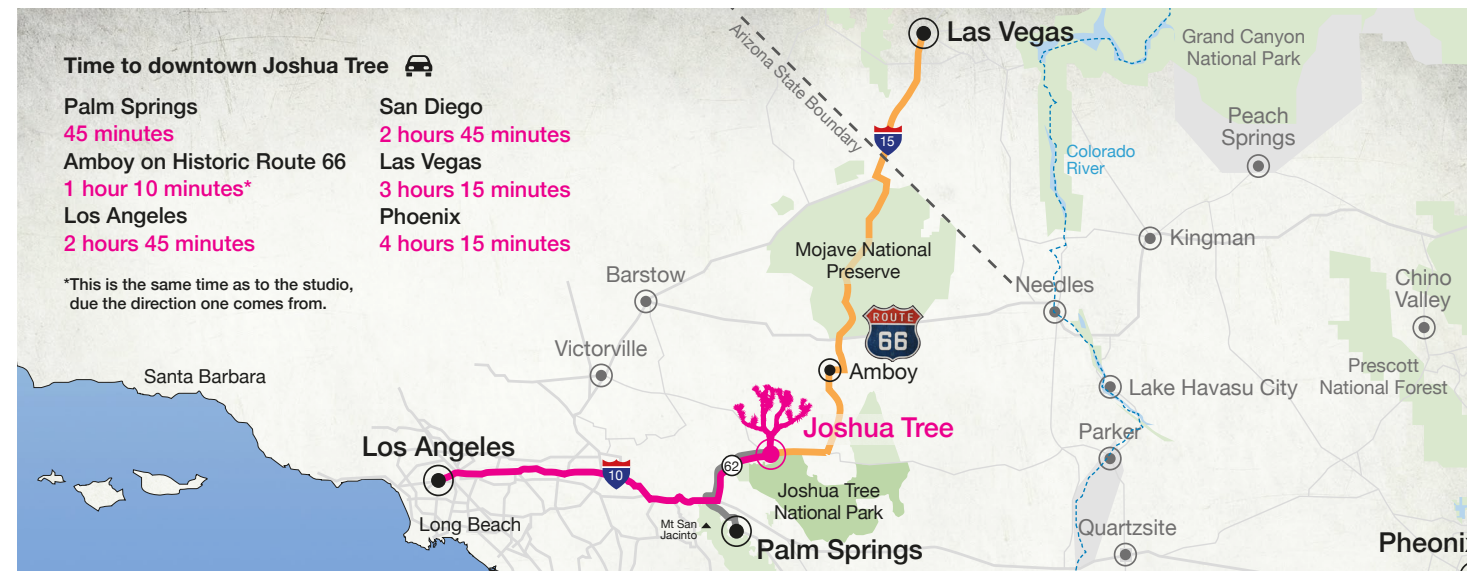 Time to downtown Joshua Tree
Palm Springs
45 minutes
Amboy on Historic Route 66
1 hour 10 minutes*
Los Angeles
2 hours 45 minutes
San Diego
2 hours 45 minutes
Las Vegas
3 hours 15 minutes
Phoenix
4 hours 15 minutes
*This is the same time as to the studio,
due the direction one comes from.
Las Vegas
Arizona State Boundary
15
Grand Canyon
National Park
Peach
Springs
Colorado
River
Kingman
Mojave National
Preserve
Barstow
Needles
Chino
Valley
ROUTE
66
Victorville
Amboy
Prescott
National Forest
Santa Barbara
Lake Havasu City
Joshua Tree
Parker
Los Angeles
62
10
Joshua Tree
National Park
Long Beach
Mt San
Jacinto
Quartzsite
Palm Springs
Pheoni